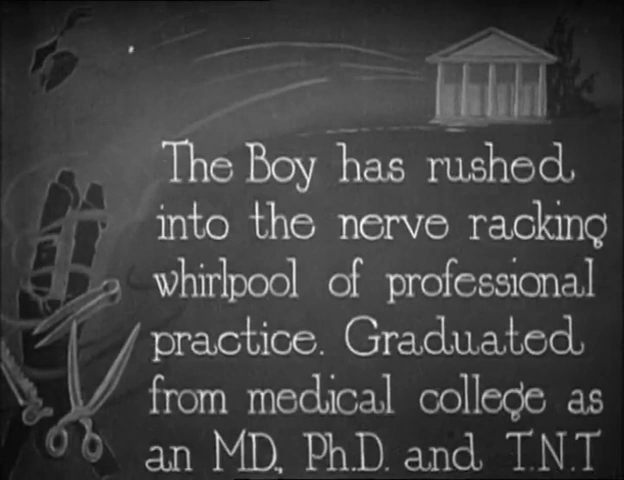 The Boy has rushed
into the nerve racking
whirlpool of professional
practice. Graduated
from medical college as
an MD., Ph.D. and T.N.T